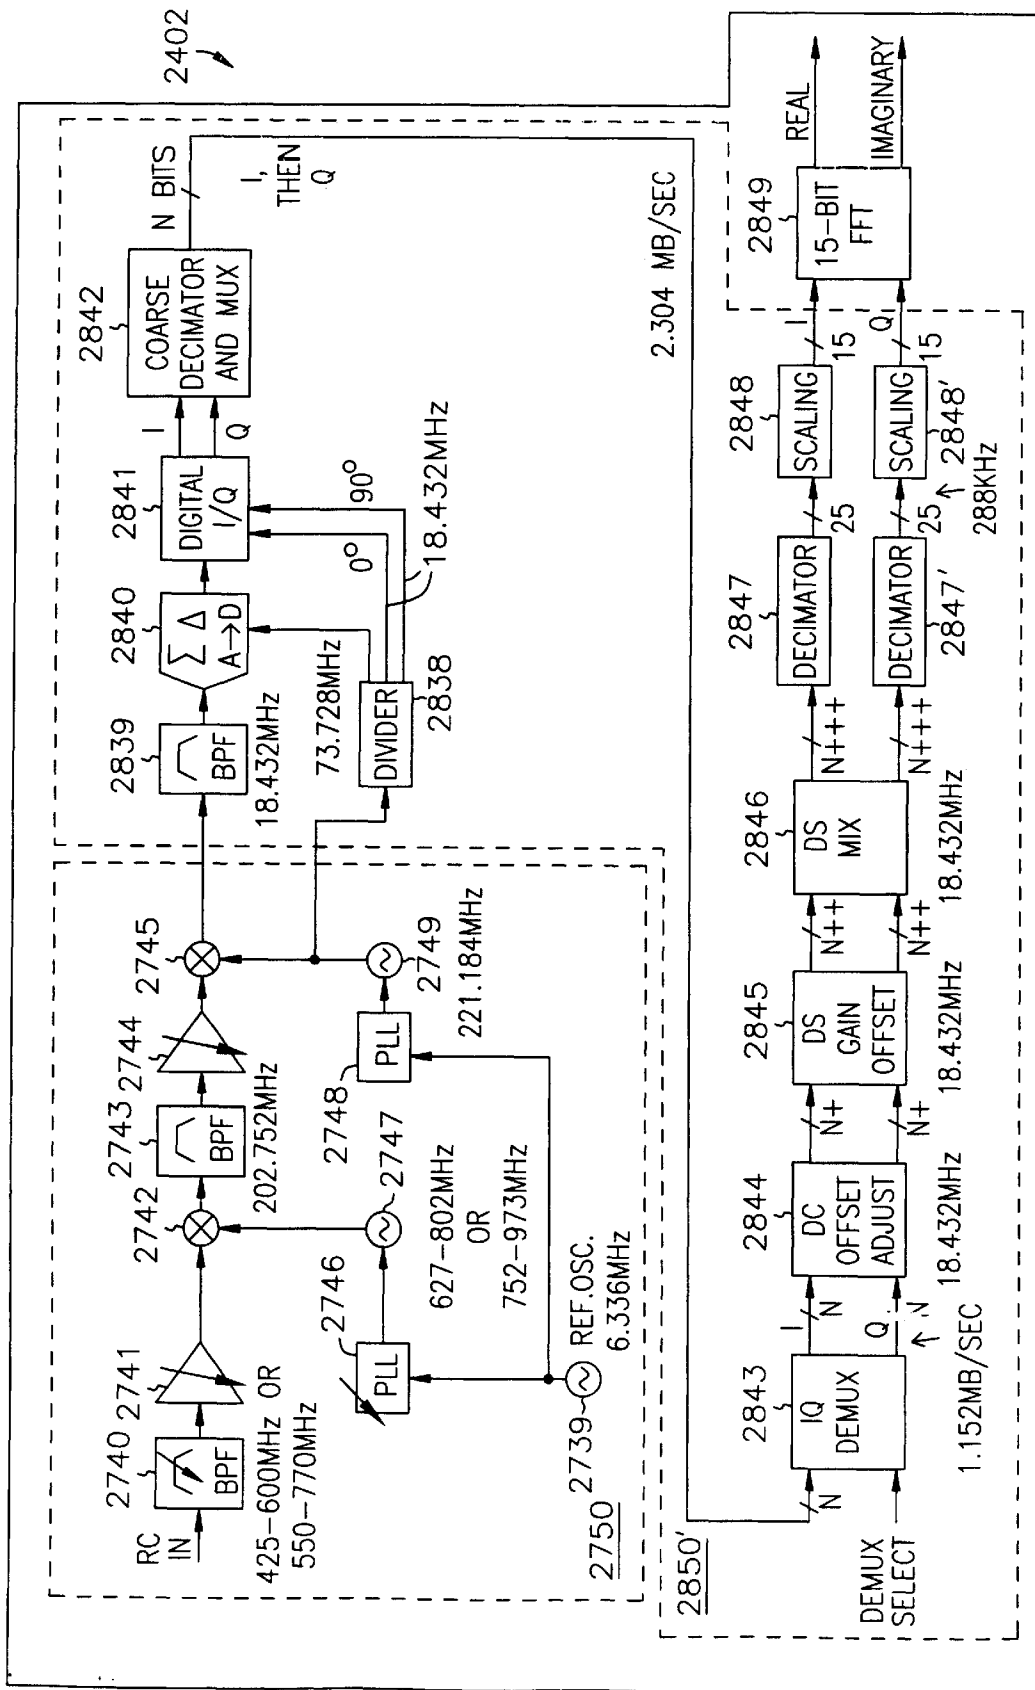 2402
RC
IN
2740
BPF
425-600MHz OR
550-770MHz
2741
2742
2743
BPF
202.752MHz
2744
2745
2746
PLL
2747
627-802MHz
OR
752-973MHz
2748
PLL
2749
221.184MHz
2739
REF.OSC.
6.336MHz
2750
2839
BPF
18.432MHz
2840
Σ Δ
A→D
73.728MHz
DIVIDER
2838
0°
90°
18.432MHz
2841
DIGITAL
I/Q
I
Q
2842
COARSE
DECIMATOR
AND MUX
N BITS
I,
THEN
Q
2.304 MB/SEC
2850'
DEMUX
SELECT
N
2843
IQ
DEMUX
1.152MB/SEC
I
N
Q
N
2844
DC
OFFSET
ADJUST
18.432MHz
N+
N+
2845
DS
GAIN
OFFSET
18.432MHz
N++
N++
2846
DS
MIX
18.432MHz
N+++
N+++
2847
DECIMATOR
DECIMATOR
2847'
25
25
288KHz
2848
SCALING
SCALING
2848'
I
15
Q
15
2849
15-BIT
FFT
REAL
IMAGINARY